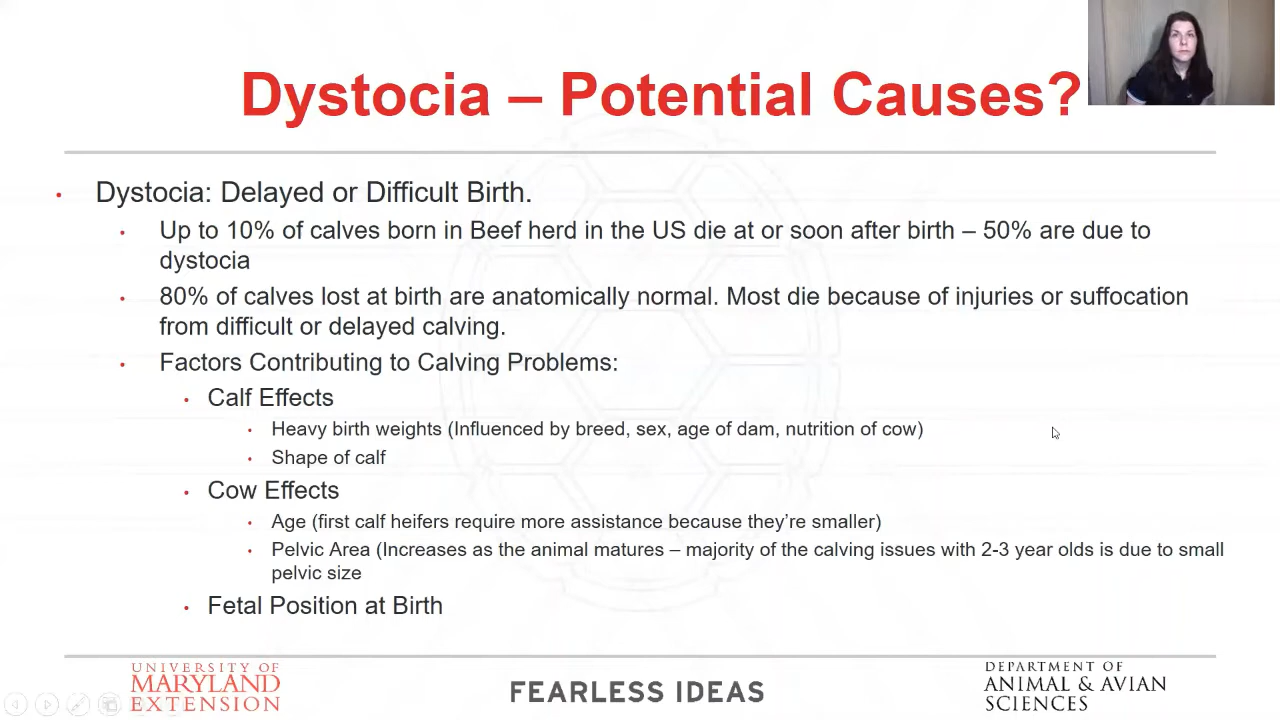 Dystocia – Potential Causes?
• Dystocia: Delayed or Difficult Birth.
• Up to 10% of calves born in Beef herd in the US die at or soon after birth – 50% are due to
dystocia
• 80% of calves lost at birth are anatomically normal. Most die because of injuries or suffocation
from difficult or delayed calving.
• Factors Contributing to Calving Problems:
• Calf Effects
• Heavy birth weights (Influenced by breed, sex, age of dam, nutrition of cow)
• Shape of calf
• Cow Effects
• Age (first calf heifers require more assistance because they’re smaller)
• Pelvic Area (Increases as the animal matures – majority of the calving issues with 2-3 year olds is due to small
pelvic size
• Fetal Position at Birth
UNIVERSITY OF
MARYLAND
EXTENSION
FEARLESS IDEAS
DEPARTMENT OF
ANIMAL & AVIAN
SCIENCES